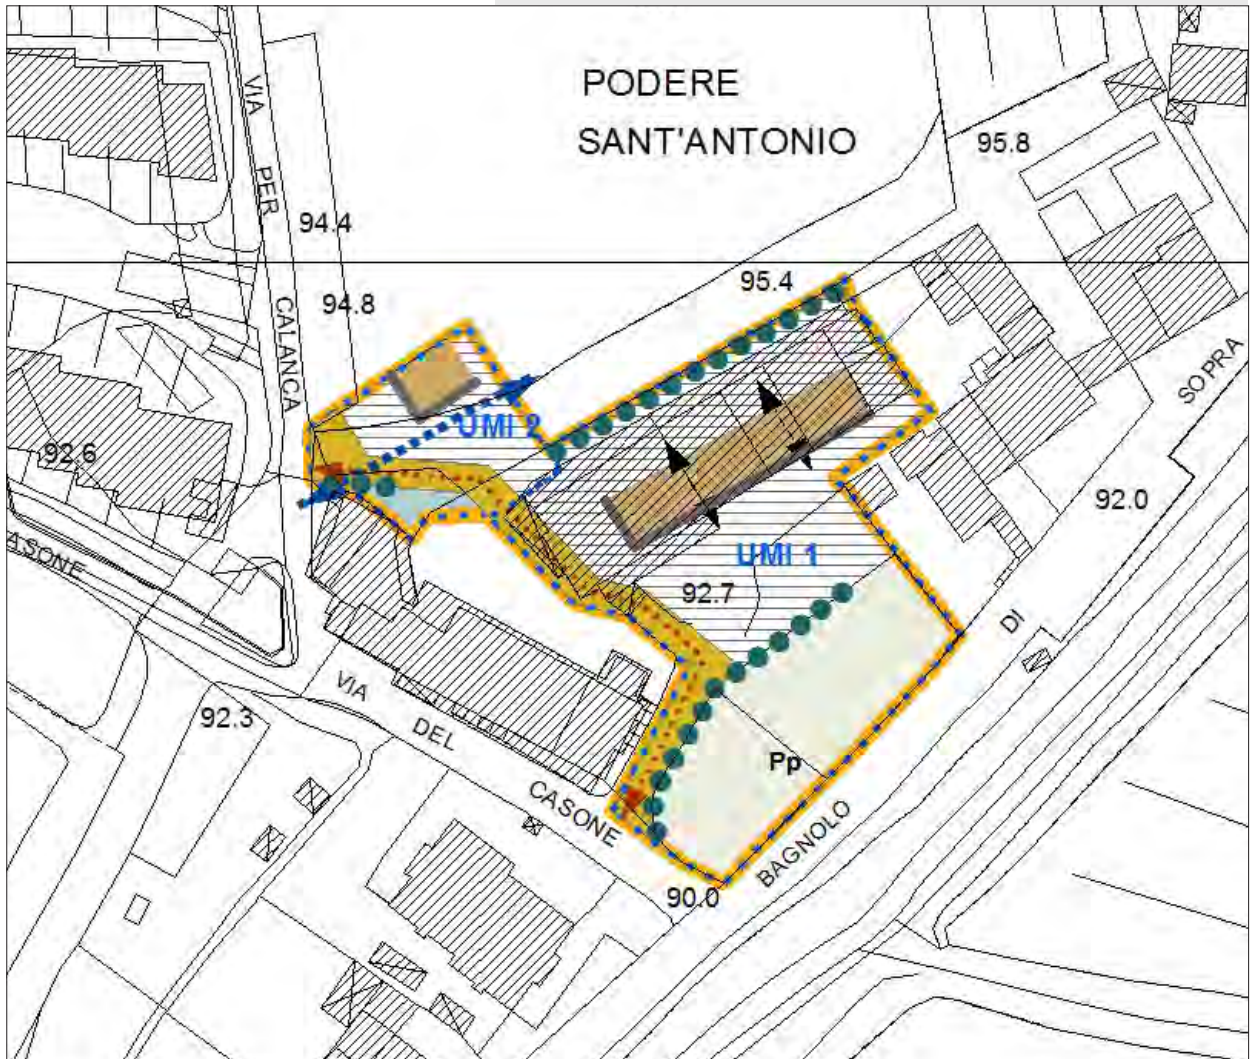 PODERE
SANT'ANTONIO
95.8
VIA PER CALANCA
94.4
95.4
94.8
UMI 2
92.6
SOPRA
92.0
ASONE
UMI 1
92.7
DI
VIA DEL CASONE
92.3
Pp
BAGNOLO
90.0